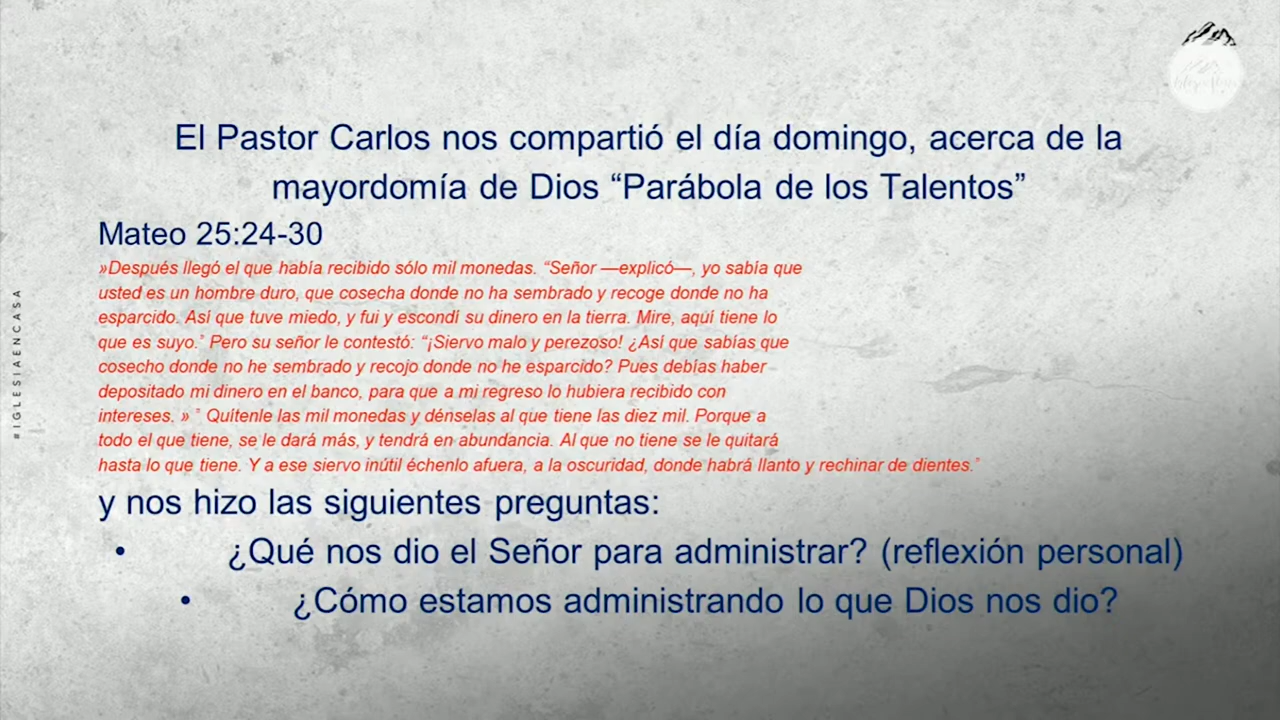 El Pastor Carlos nos compartió el día domingo, acerca de la
mayordomía de Dios “Parábola de los Talentos”
Mateo 25:24-30
»Después llegó el que había recibido sólo mil monedas. “Señor —explicó—, yo sabía que
usted es un hombre duro, que cosecha donde no ha sembrado y recoge donde no ha
esparcido. Así que tuve miedo, y fui y escondí su dinero en la tierra. Mire, aquí tiene lo
que es suyo.” Pero su señor le contestó: “¡Siervo malo y perezoso! ¿Así que sabías que
cosecho donde no he sembrado y recojo donde no he esparcido? Pues debías haber
depositado mi dinero en el banco, para que a mi regreso lo hubiera recibido con
intereses. » ” Quítenle las mil monedas y dénselas al que tiene las diez mil. Porque a
todo el que tiene, se le dará más, y tendrá en abundancia. Al que no tiene se le quitará
hasta lo que tiene. Y a ese siervo inútil échenlo afuera, a la oscuridad, donde habrá llanto y rechinar de dientes.”
y nos hizo las siguientes preguntas:
• ¿Qué nos dio el Señor para administrar? (reflexión personal)
• ¿Cómo estamos administrando lo que Dios nos dio?
#IGLESIAENCASA